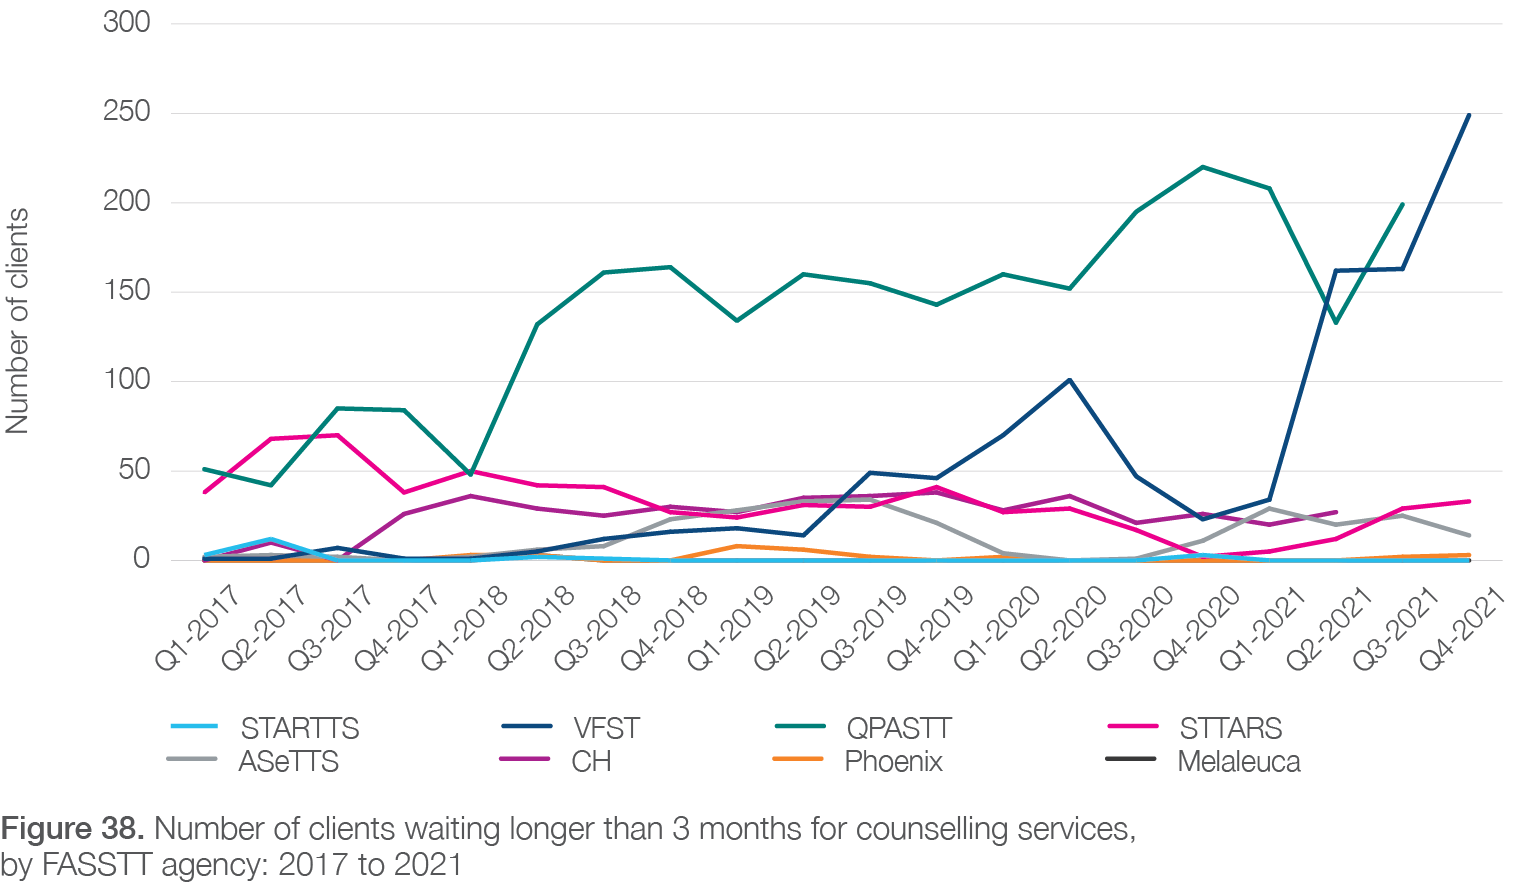 300
250
200
150
100
50
0
Number of clients
Q1-2017
Q2-2017
Q3-2017
Q4-2017
Q1-2018
Q2-2018
Q3-2018
Q4-2018
Q1-2019
Q2-2019
Q3-2019
Q4-2019
Q1-2020
Q2-2020
Q3-2020
Q4-2020
Q1-2021
Q2-2021
Q3-2021
Q4-2021
STARTTS VFST QPASTT STTARS
ASeTTS CH Phoenix Melaleuca
Figure 38. Number of clients waiting longer than 3 months for counselling services,
by FASSTT agency: 2017 to 2021